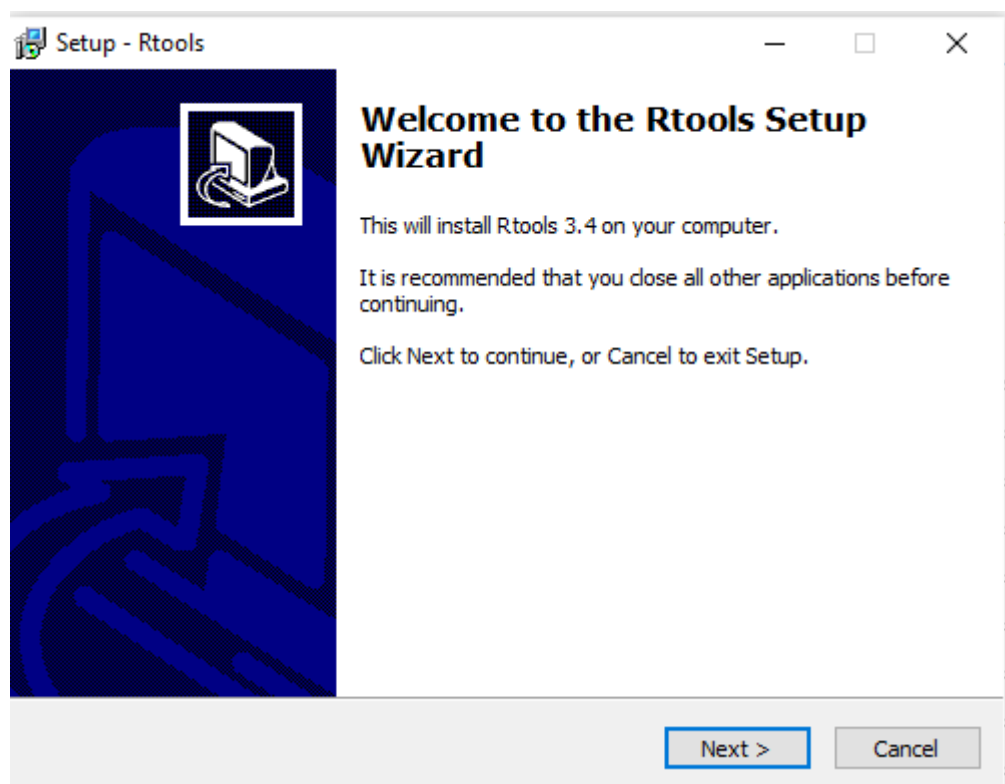 Setup - Rtools
Welcome to the Rtools Setup
Wizard
This will install Rtools 3.4 on your computer.
It is recommended that you close all other applications before
continuing.
Click Next to continue, or Cancel to exit Setup.
Next >
Cancel